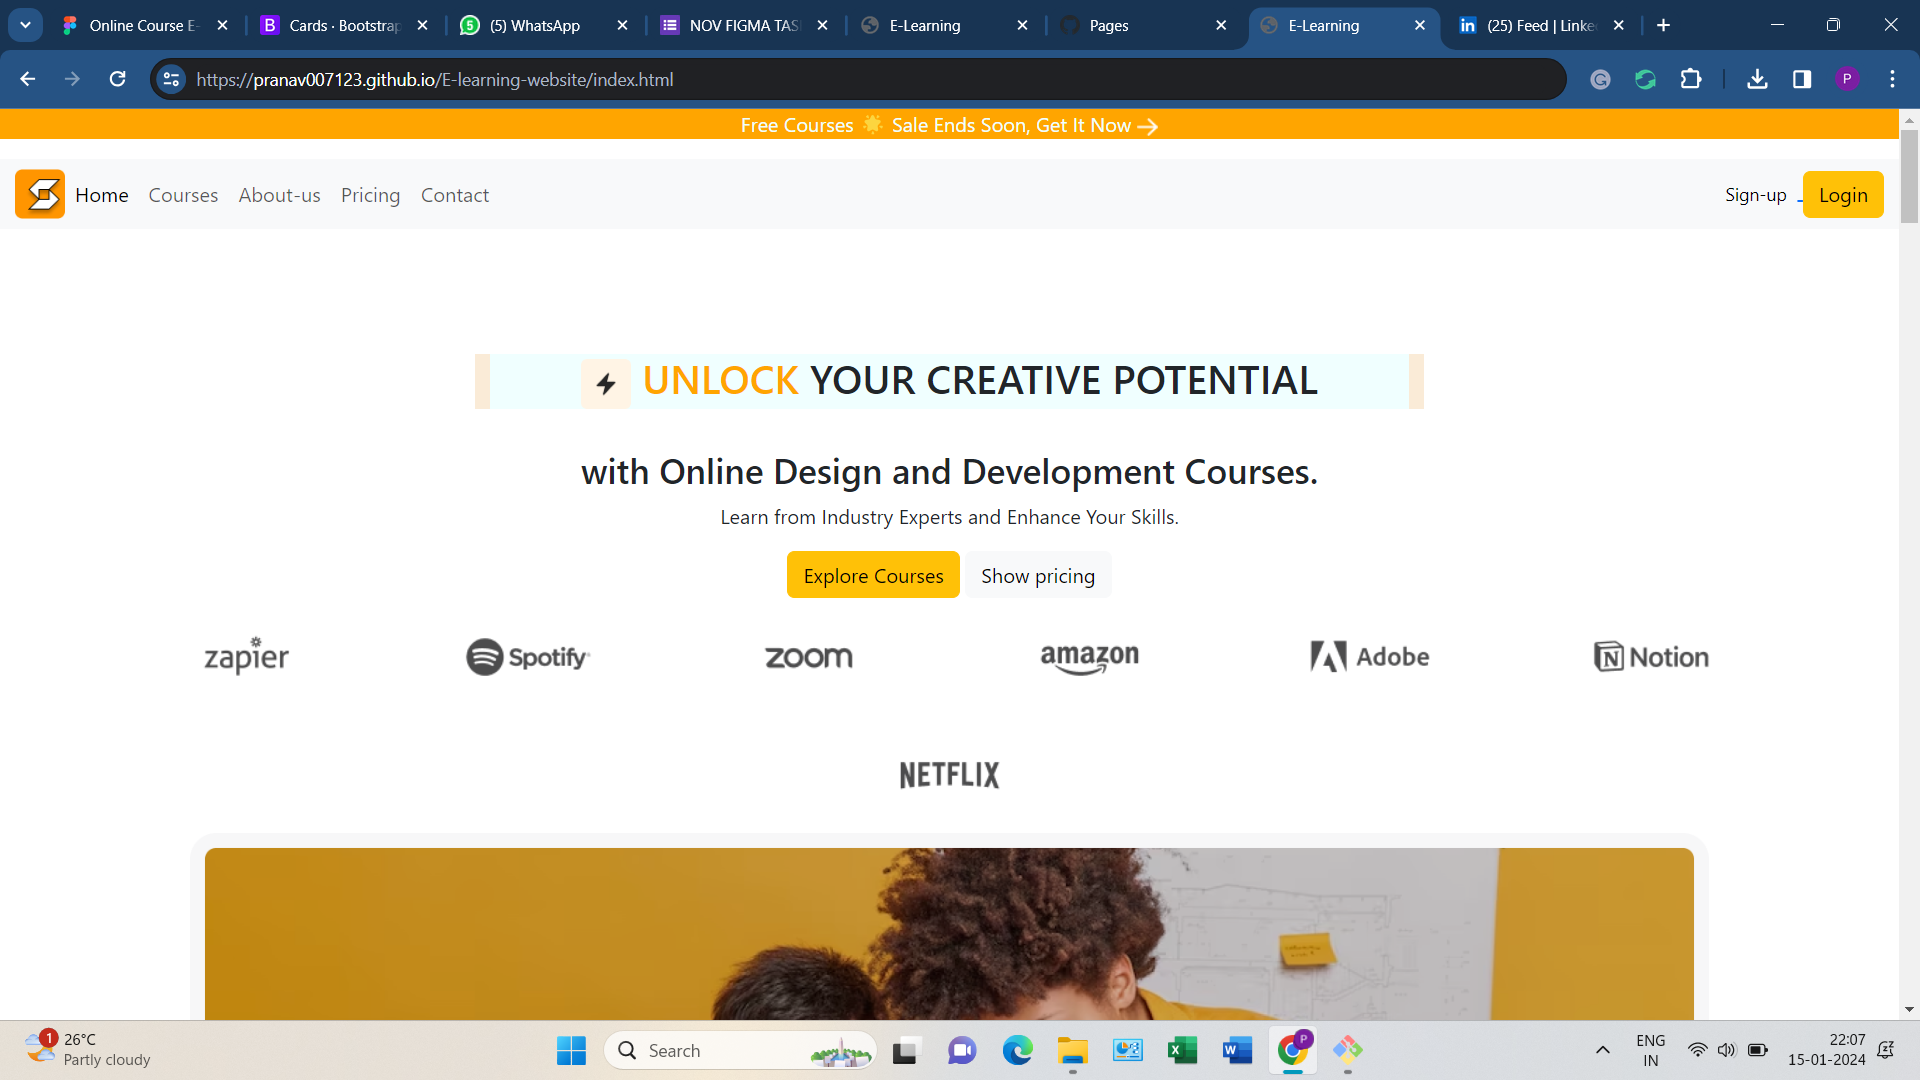 Online Course E-
Cards · Bootstrap
(5) WhatsApp
NOV FIGMA TAS
E-Learning
Pages
E-Learning
(25) Feed | Linke
https://pranav007123.github.io/E-learning-website/index.html
P
Free Courses 🌟 Sale Ends Soon, Get It Now →
Home Courses About-us Pricing Contact
Sign-up Login
UNLOCK YOUR CREATIVE POTENTIAL
with Online Design and Development Courses.
Learn from Industry Experts and Enhance Your Skills.
Explore Courses Show pricing
zapier Spotify zoom amazon Adobe Notion
NETFLIX
1 26°C
Partly cloudy
Search
P
ENG
IN
22:07
15-01-2024